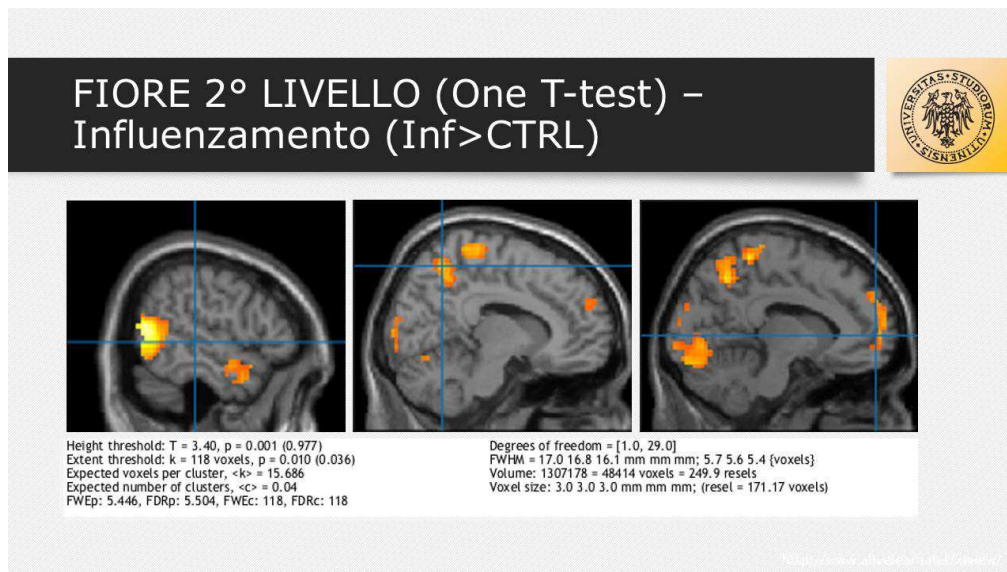 FIORE 2° LIVELLO (One T-test) –
Influenzamento (Inf>CTRL)
UNIVERSITAS • STUDIORUM
UTINENSIS
Height threshold: T = 3.40, p = 0.001 (0.977)
Extent threshold: k = 118 voxels, p = 0.010 (0.036)
Expected voxels per cluster, <k> = 15.686
Expected number of clusters, <c> = 0.04
FWEp: 5.446, FDRp: 5.504, FWEc: 118, FDRc: 118
Degrees of freedom = [1.0, 29.0]
FWHM = 17.0 16.8 16.1 mm mm mm; 5.7 5.6 5.4 {voxels}
Volume: 1307178 = 48414 voxels = 249.9 resels
Voxel size: 3.0 3.0 3.0 mm mm mm; (resel = 171.17 voxels)